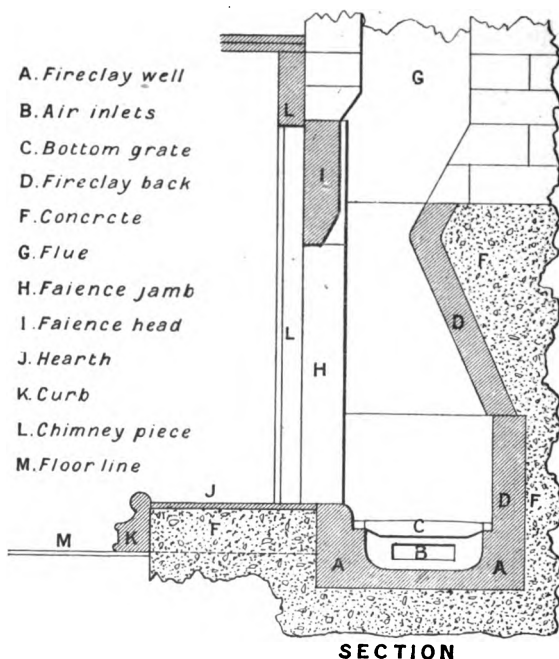 A. Fireclay well
B. Air inlets
C. Bottom grate
D. Fireclay back
F. Concrete
G. Flue
H. Faience jamb
I. Faience head
J. Hearth
K. Curb
L. Chimney piece
M. Floor line
G
L
I
F
D
L
H
J
D
F
K
F
M
C
B
A
A
SECTION